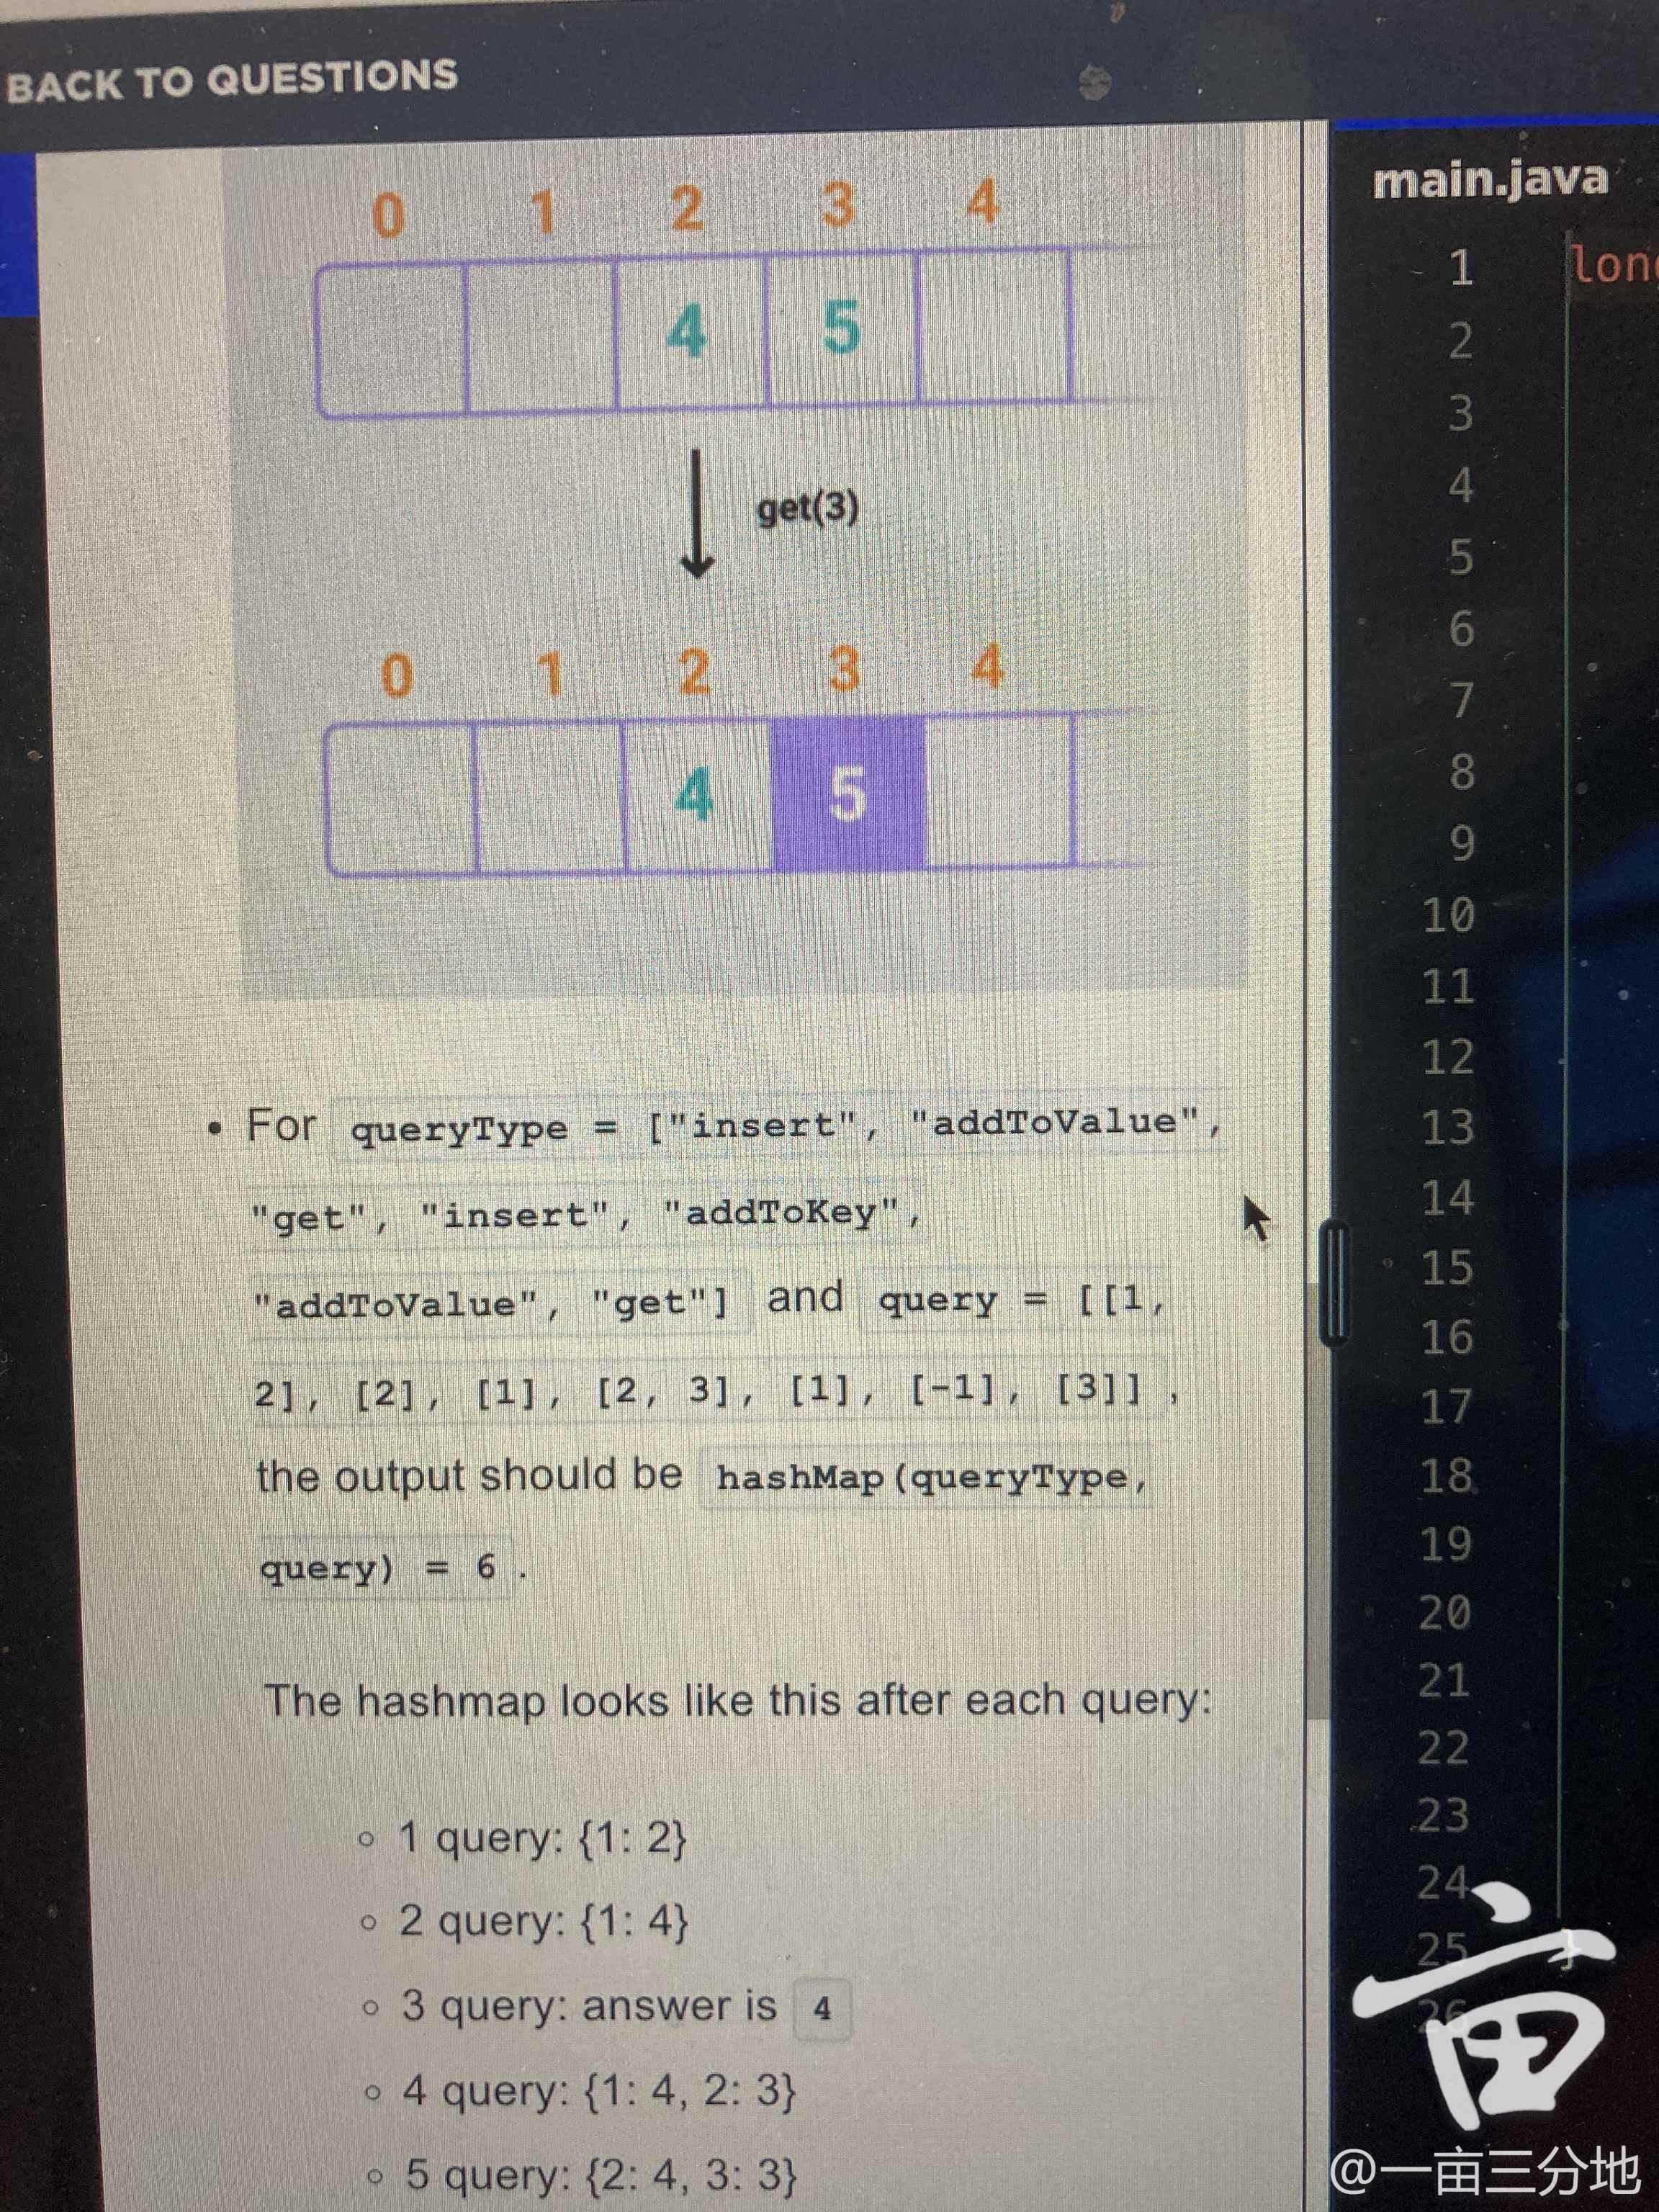 BACK TO QUESTIONS
0 1 2 3 4
4 5
get(3)
0 1 2 3 4
4 5
• For queryType = ["insert", "addToValue",
"get", "insert", "addToKey",
"addToValue", "get"] and query = [[1,
2], [2], [1], [2, 3], [1], [-1], [3]] ,
the output should be hashMap(queryType,
query) = 6 .
The hashmap looks like this after each query:
◦ 1 query: {1: 2}
◦ 2 query: {1: 4}
◦ 3 query: answer is 4
◦ 4 query: {1: 4, 2: 3}
◦ 5 query: {2: 4, 3: 3}
main.java
1
2
3
4
5
6
7
8
9
10
11
12
13
14
15
16
17
18
19
20
21
22
23
24
25 }
26
亩
@一亩三分地